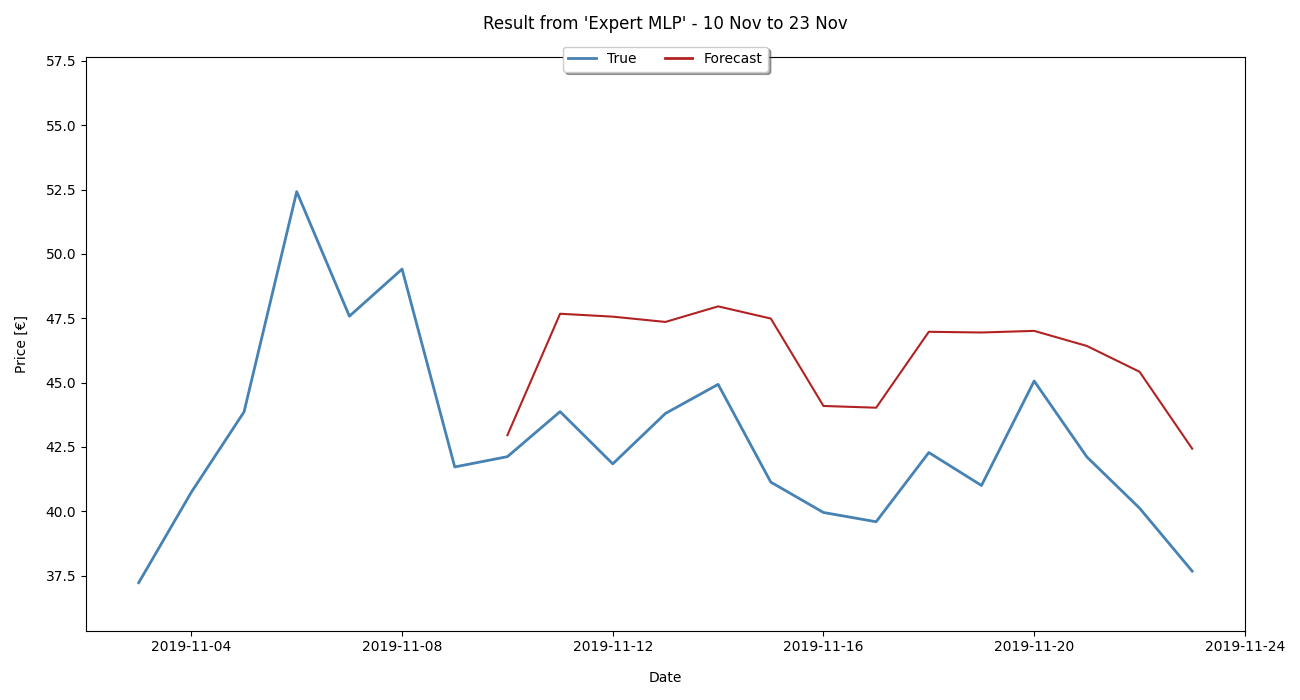 Result from 'Expert MLP' - 10 Nov to 23 Nov
True Forecast
57.5
55.0
52.5
50.0
47.5
45.0
42.5
40.0
37.5
Price [€]
2019-11-04 2019-11-08 2019-11-12 2019-11-16 2019-11-20 2019-11-24
Date